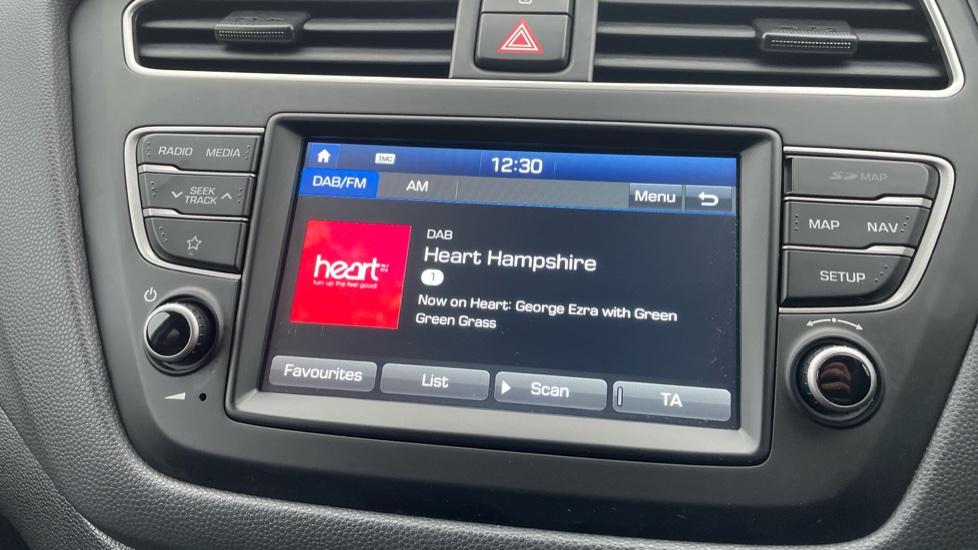 RADIO MEDIA
SEEK
TRACK
TMC
12:30
DAB/FM AM
Menu
heart
turn up the feel good!
DAB
Heart Hampshire
1
Now on Heart: George Ezra with Green
Green Grass
Favourites List Scan TA
SD MAP
MAP NAV
SETUP